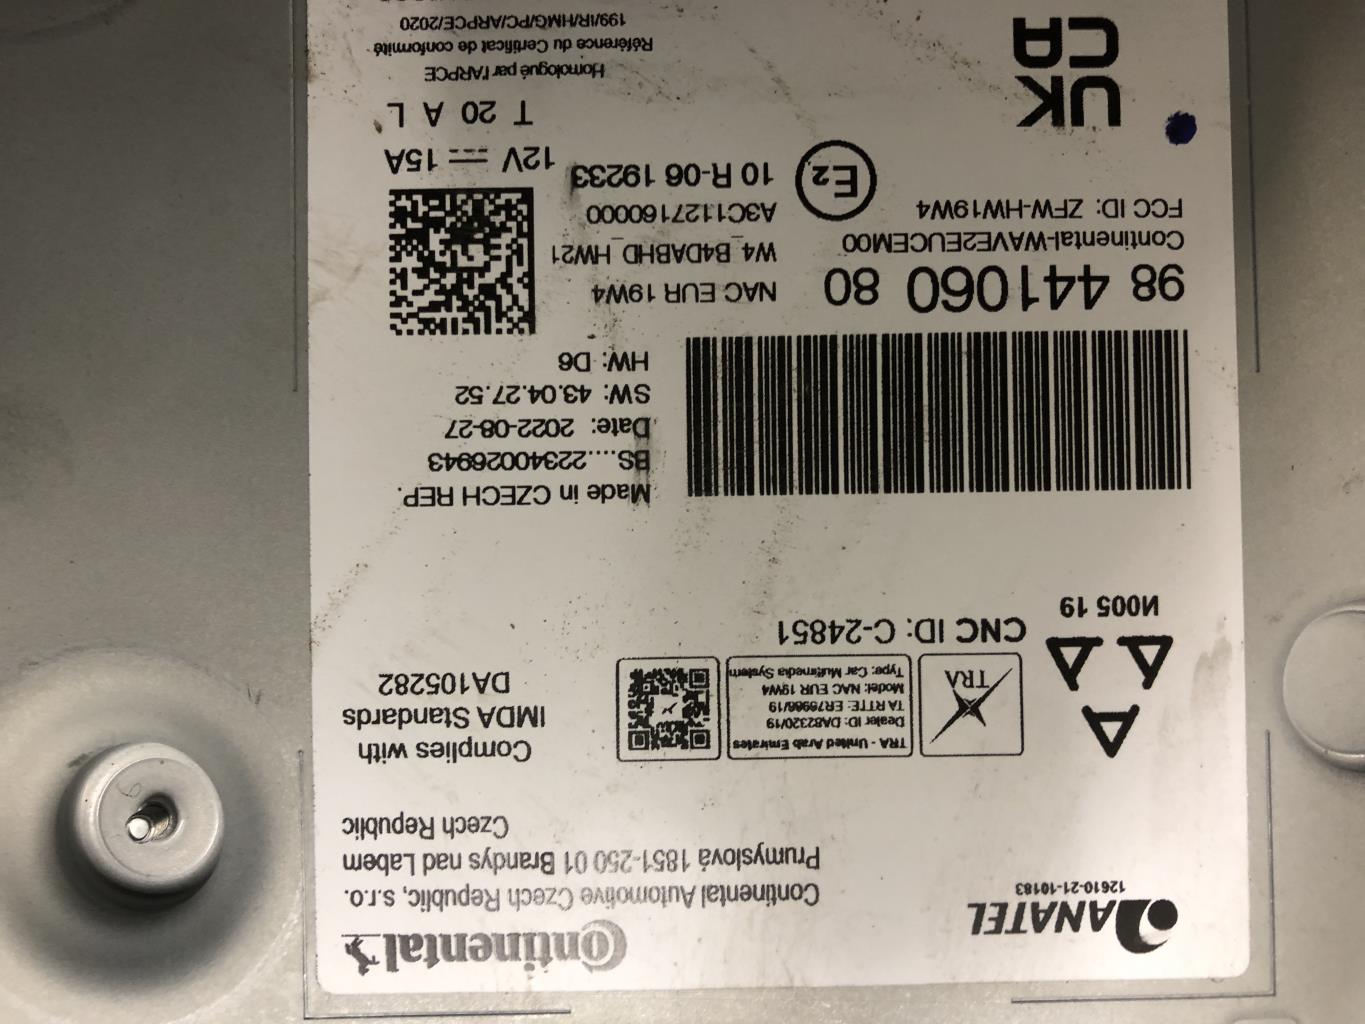 Continental
Continental Automotive Czech Republic, s.r.o.
Prumyslová 1851-250 01 Brandys nad Labem
Czech Republic
ANATEL
12610-21-10183
Complies with
IMDA Standards
DA105282
TRA - United Arab Emirates
Dealer ID: DA82320/19
TA RTTE: ER76966/19
Model: NAC EUR 19W4
Type: Car Multimedia System
TRA
CNC ID: C-24851
И005 19
Made in CZECH REP.
BS....22340026943
Date: 2022-08-27
SW: 43.04.27.52
HW: D6
98 441060 80
Continental-WAVE2EUCEM00
FCC ID: ZFW-HW19W4
NAC EUR 19W4
W4_B4DABHD_HW21
A3C1127160000
E2
10 R-06 19233
12V 15A
T 20 A L
UK
CA
Homologué par l'ARPCE
Référence du Certificat de conformité
199/IR/HMG/PC/ARPCE/2020